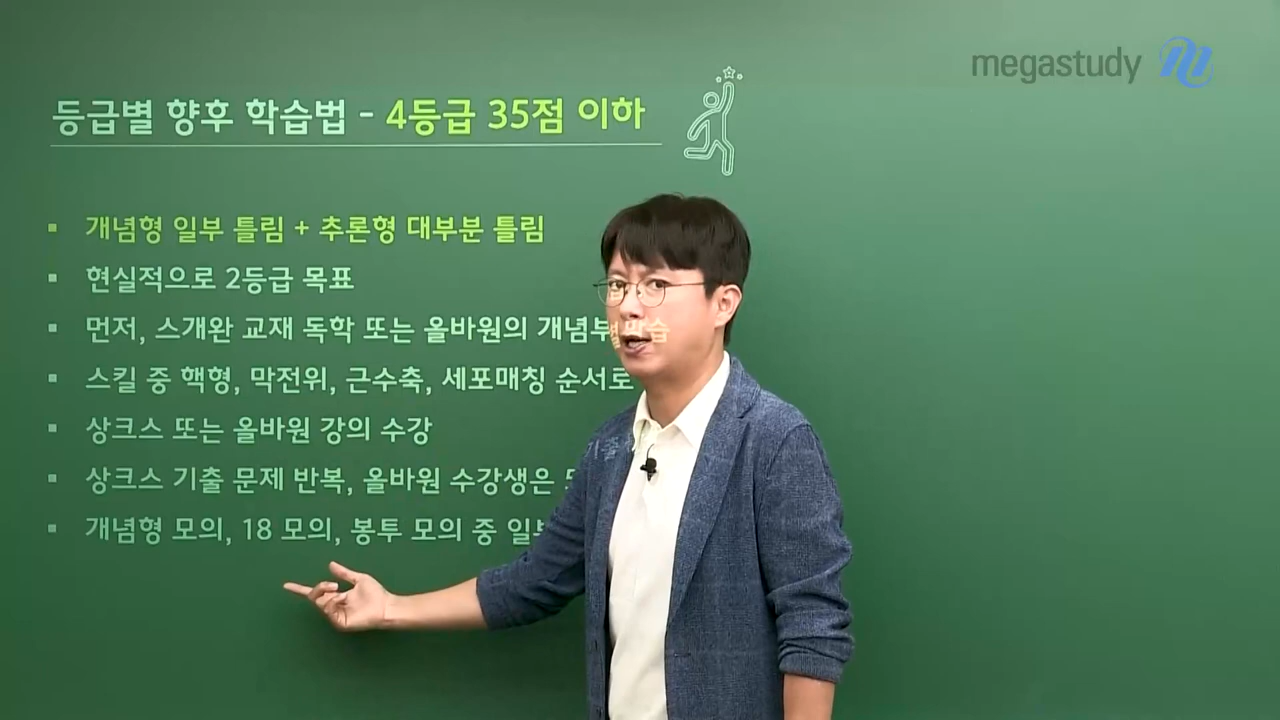 megastudy
등급별 향후 학습법 - 4등급 35점 이하
개념형 일부 틀림 + 추론형 대부분 틀림
현실적으로 2등급 목표
먼저, 스개완 교재 독학 또는 올바원의 개념부
스킬 중 핵형, 막전위, 근수축, 세포매칭 순서로
상크스 또는 올바원 강의 수강
상크스 기출 문제 반복, 올바원 수강생은
개념형 모의, 18 모의, 봉투 모의 중